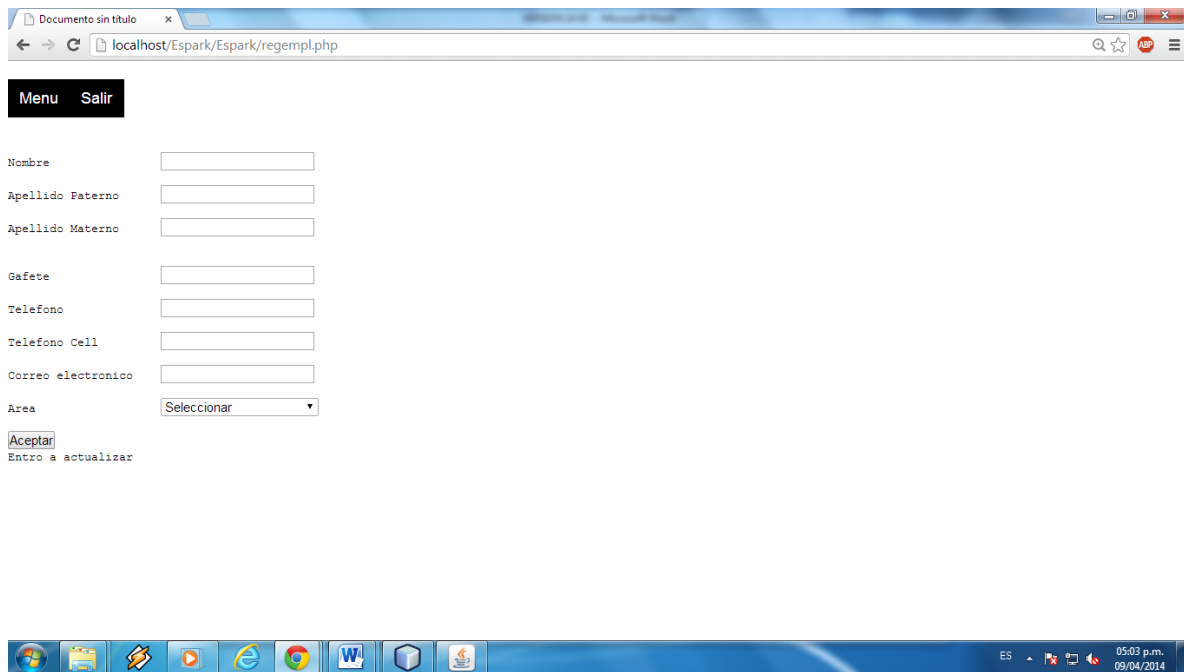 Documento sin título
localhost/Espark/Espark/regempl.php
ABP
Menu Salir
Nombre
Apellido Paterno
Apellido Materno
Gafete
Telefono
Telefono Cell
Correo electronico
Area Seleccionar
Aceptar
Entro a actualizar
ES
05:03 p.m.
09/04/2014